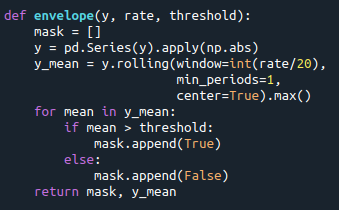 def envelope(y, rate, threshold):
    mask = []
    y = pd.Series(y).apply(np.abs)
    y_mean = y.rolling(window=int(rate/20),
                       min_periods=1,
                       center=True).max()
    for mean in y_mean:
        if mean > threshold:
            mask.append(True)
        else:
            mask.append(False)
    return mask, y_mean